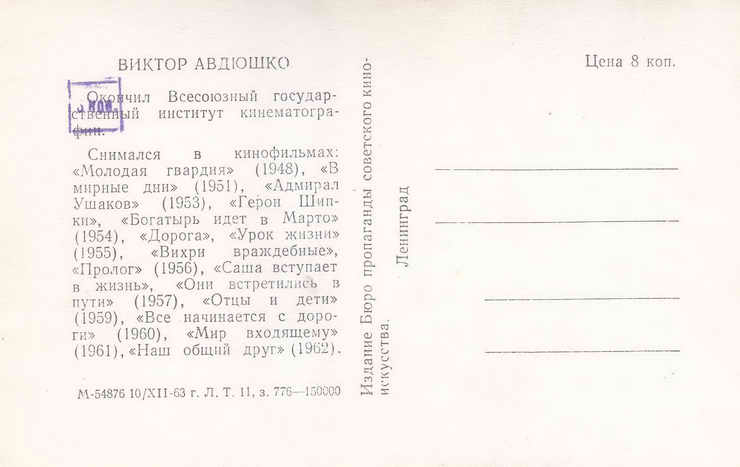 ВИКТОР АВДЮШКО
Окончил Всесоюзный государ-
ственный институт кинематогра-
фии.
Снимался в кинофильмах:
«Молодая гвардия» (1948), «В
мирные дни» (1951), «Адмирал
Ушаков» (1953), «Герои Шип-
ки», «Богатырь идет в Марто»
(1954), «Дорога», «Урок жизни»
(1955), «Вихри враждебные»,
«Пролог» (1956), «Саша вступает
в жизнь», «Они встретились в
пути» (1957), «Отцы и дети»
(1959), «Все начинается с доро-
ги» (1960), «Мир входящему»
(1961), «Наш общий друг» (1962).
М-54876 10/XII-63 г. Л. Т. 11, з. 776—150000
Издание Бюро пропаганды советского кино-
искусства.
Ленинград
Цена 8 коп.